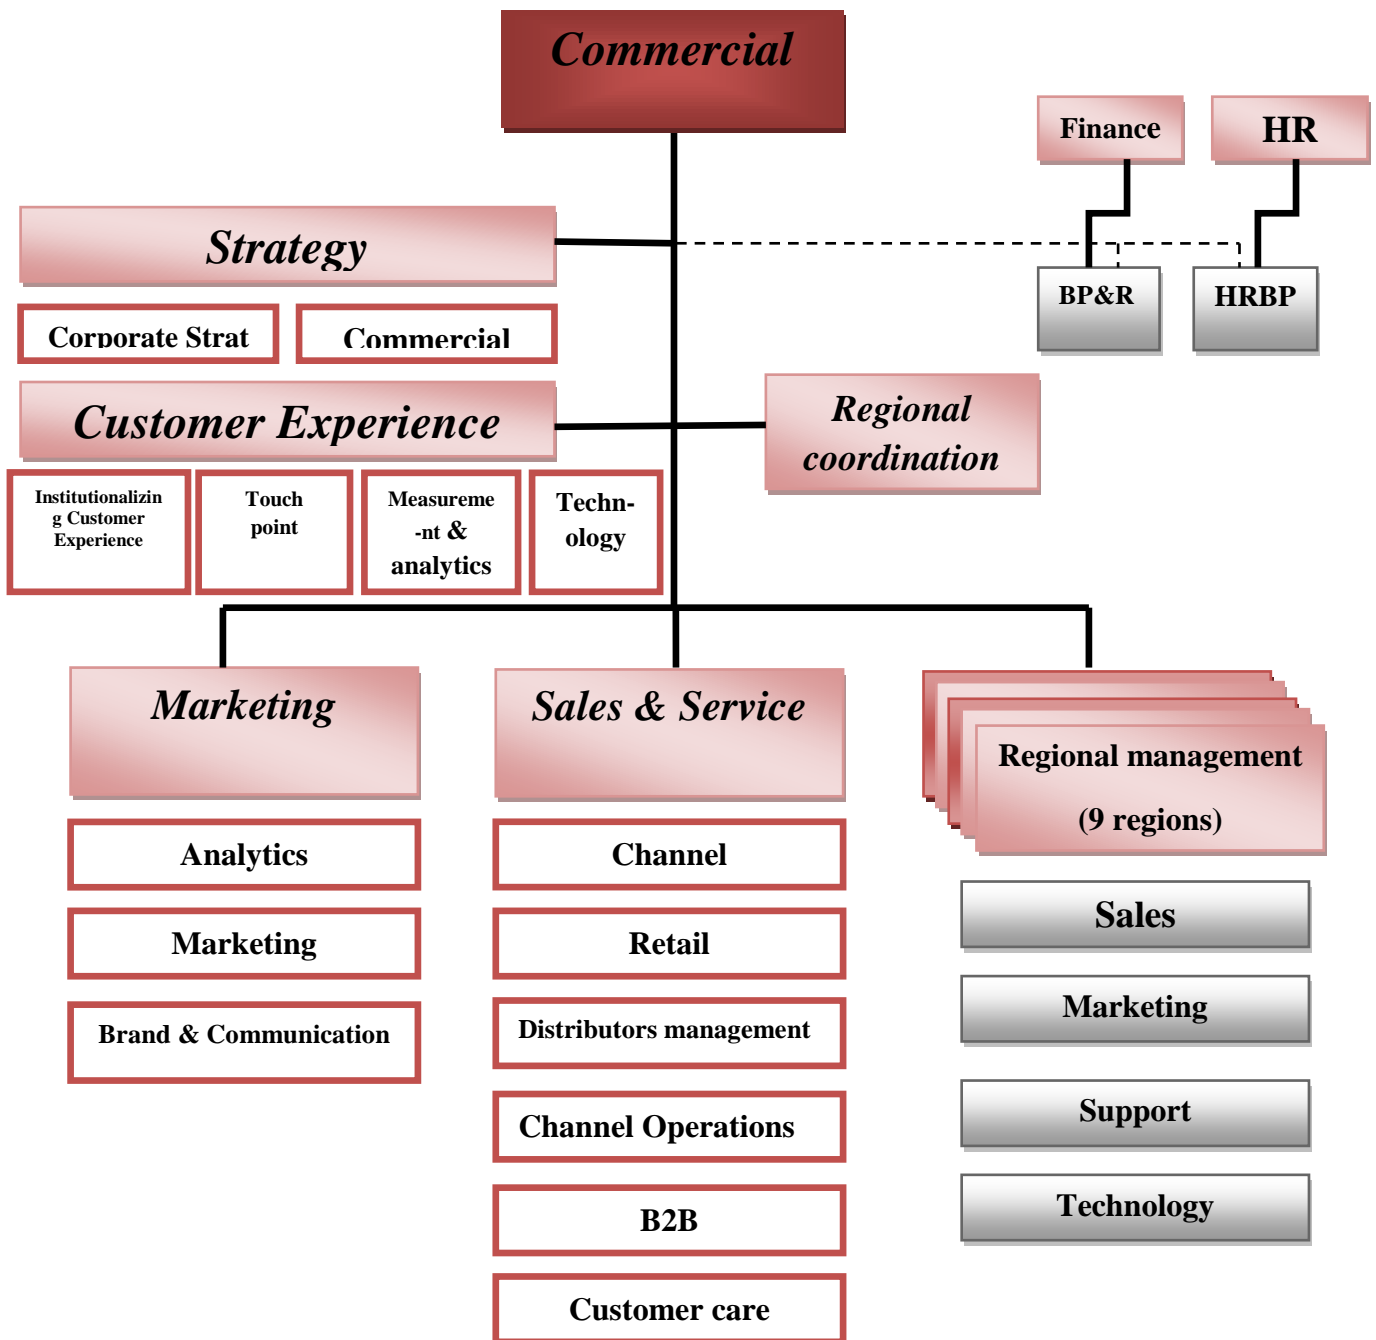 Commercial
Finance
HR
Strategy
BP&R
HRBP
Corporate Strat
Commercial
Customer Experience
Regional
coordination
Institutionalizin
g Customer
Experience
Touch
point
Measureme
-nt &
analytics
Techn-
ology
Marketing
Sales & Service
Regional management
(9 regions)
Analytics
Marketing
Brand & Communication
Channel
Retail
Distributors management
Channel Operations
B2B
Customer care
Sales
Marketing
Support
Technology